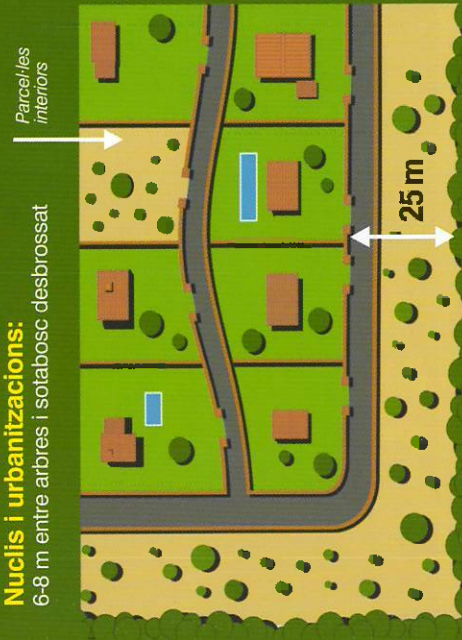 Nuclis i urbanitzacions:
6-8 m entre arbres i sotabosc desbrossat
Parcel·les
interiors
25 m